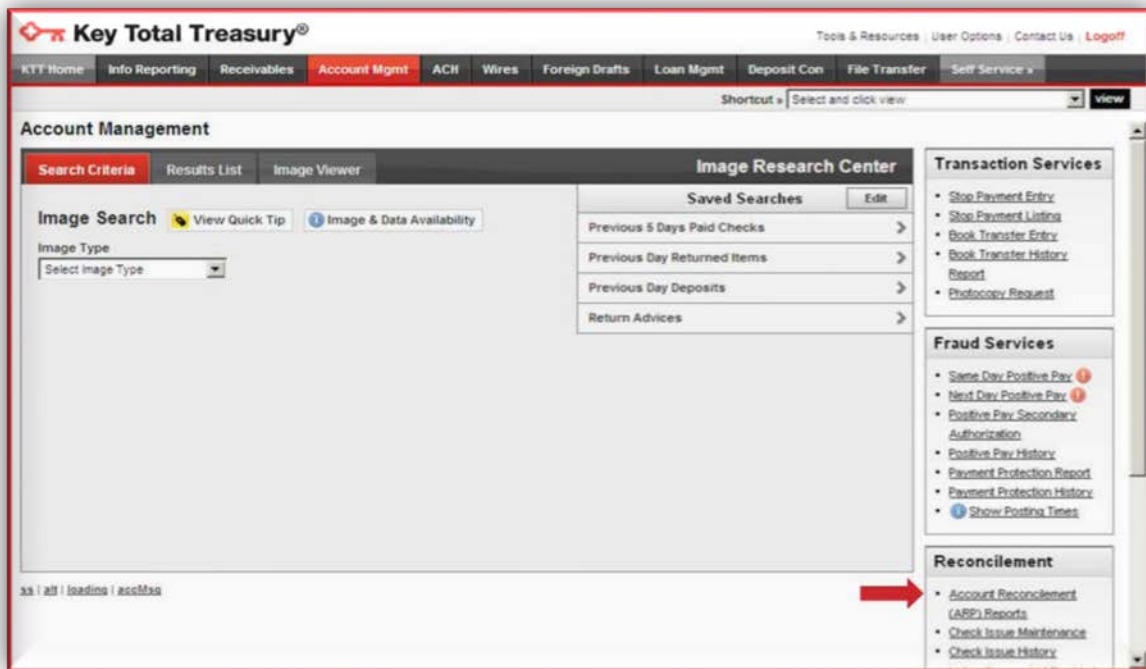 Key Total Treasury®
Tools & Resources | User Options | Contact Us | Logoff
KTT Home Info Reporting Receivables Account Mgmt ACH Wires Foreign Drafts Loan Mgmt Deposit Con File Transfer Self Service »
Shortcut » Select and click view view
Account Management
Search Criteria Results List Image Viewer Image Research Center
Image Search View Quick Tip Image & Data Availability
Image Type
Select Image Type
Saved Searches Edit
Previous 5 Days Paid Checks
Previous Day Returned Items
Previous Day Deposits
Return Advices
Transaction Services
Stop Payment Entry
Stop Payment Listing
Book Transfer Entry
Book Transfer History
Report
Photocopy Request
Fraud Services
Same Day Positive Pay
Next Day Positive Pay
Positive Pay Secondary
Authorization
Positive Pay History
Payment Protection Report
Payment Protection History
Show Posting Times
Reconcilement
Account Reconcilement
(ARP) Reports
Check Issue Maintenance
Check Issue History
ss | alt | loading | accMsg